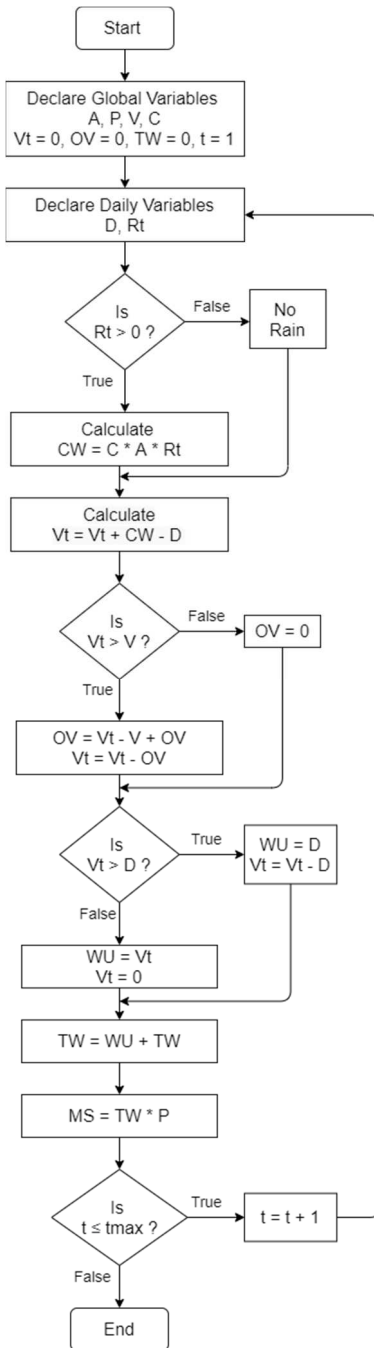 Start
Declare Global Variables
A, P, V, C
Vt = 0, OV = 0, TW = 0, t = 1
Declare Daily Variables
D, Rt
Is
Rt > 0 ?
False
No
Rain
True
Calculate
CW = C * A * Rt
Calculate
Vt = Vt + CW - D
Is
Vt > V ?
False
OV = 0
True
OV = Vt - V + OV
Vt = Vt - OV
Is
Vt > D ?
True
WU = D
Vt = Vt - D
False
WU = Vt
Vt = 0
TW = WU + TW
MS = TW * P
Is
t ≤ tmax ?
True
t = t + 1
False
End